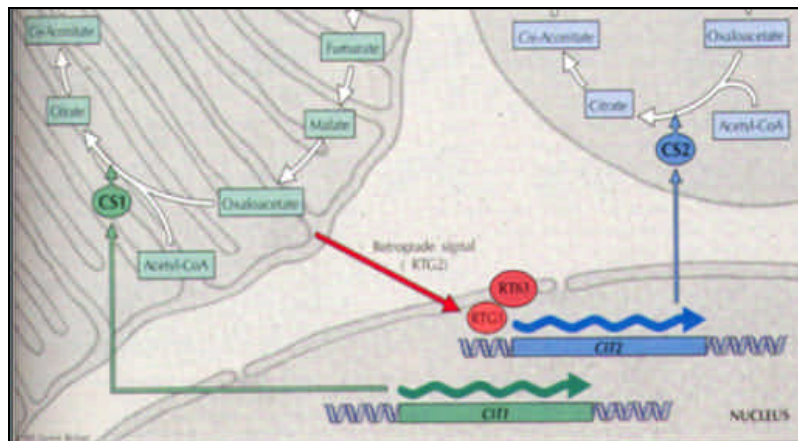 Cis-Aconitate
Citrate
CS1
Acetyl-CoA
Fumarate
Malate
Oxaloacetate
Retrograde signal
( RTG2)
RTG3
RTG1
Cis-Aconitate
Oxaloacetate
Citrate
Acetyl-CoA
CS2
CIT2
CIT1
NUCLEUS